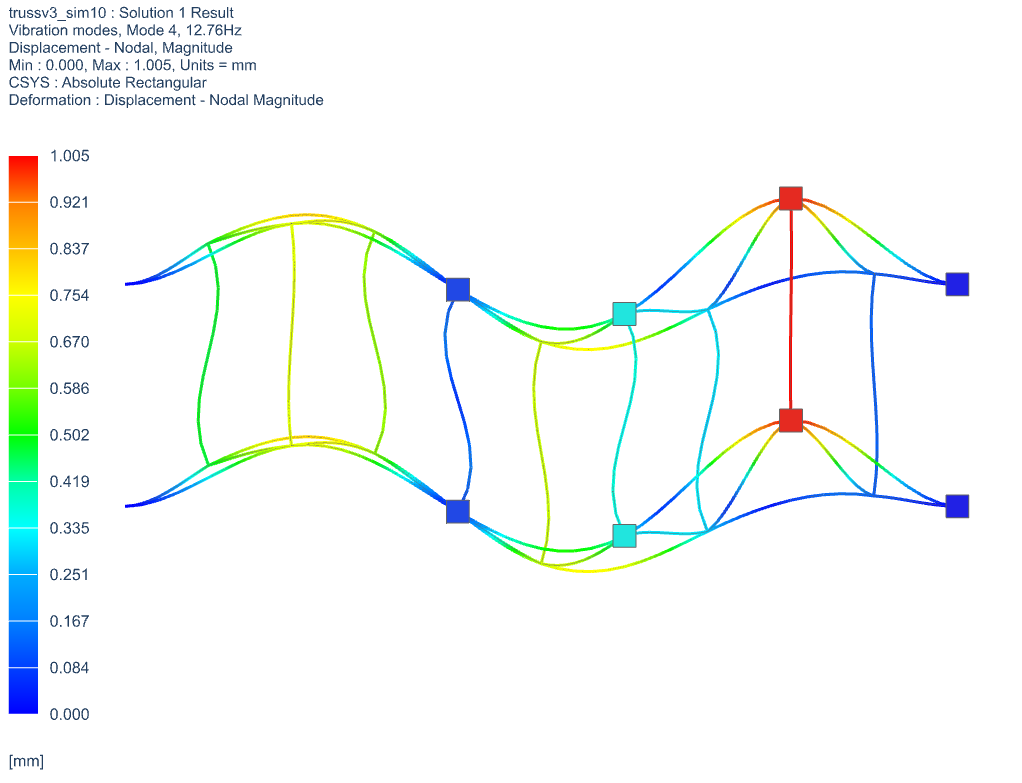 trussv3_sim10 : Solution 1 Result
Vibration modes, Mode 4, 12.76Hz
Displacement - Nodal, Magnitude
Min : 0.000, Max : 1.005, Units = mm
CSYS : Absolute Rectangular
Deformation : Displacement - Nodal Magnitude
1.005
0.921
0.837
0.754
0.670
0.586
0.502
0.419
0.335
0.251
0.167
0.084
0.000
[mm]